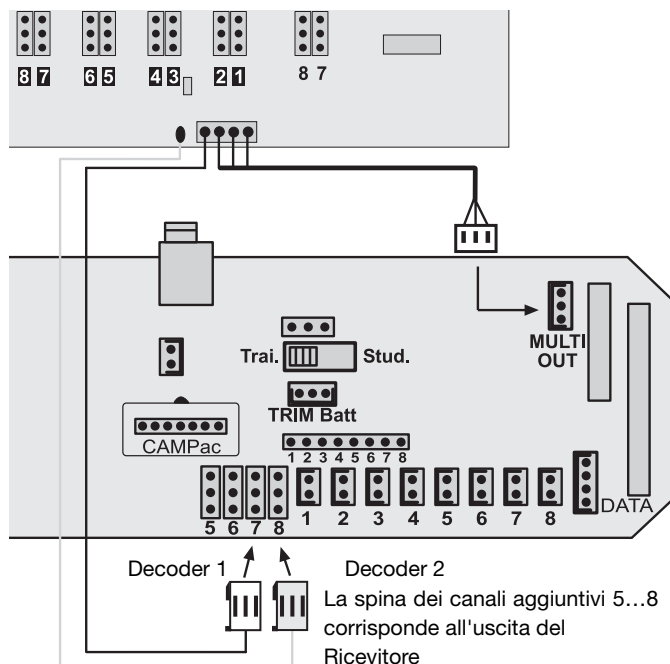 8 7 6 5 4 3 2 1 8 7
MULTI
OUT
Trai. Stud.
TRIM Batt
CAMPac
1 2 3 4 5 6 7 8
5 6 7 8 1 2 3 4 5 6 7 8
DATA
Decoder 1 Decoder 2
La spina dei canali aggiuntivi 5...8
corrisponde all'uscita del
Ricevitore